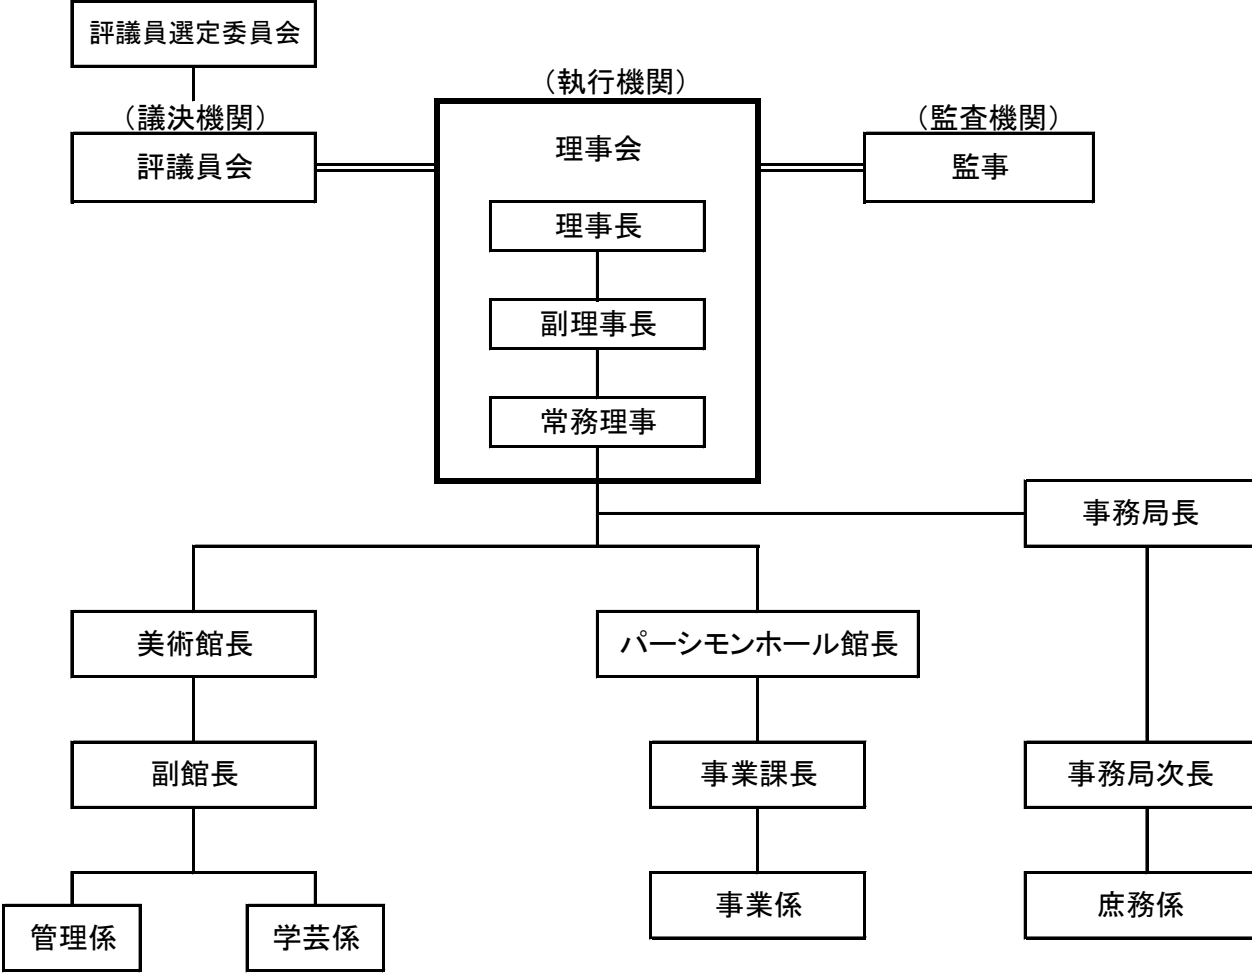 評議員選定委員会
（執行機関）
（議決機関）
（監査機関）
評議員会
理事会
監事
理事長
副理事長
常務理事
事務局長
美術館長
パーシモンホール館長
副館長
事業課長
事務局次長
事業係
庶務係
管理係
学芸係